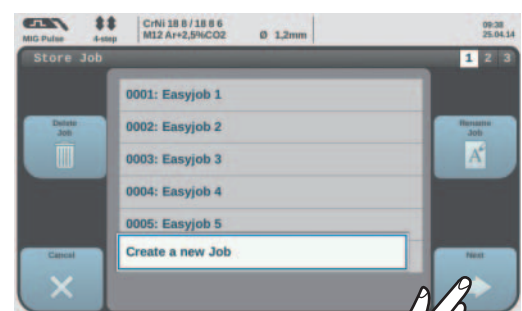 MIG Pulse
4-step
CrNi 18 8 / 18 8 6
M12 Ar+2,5%CO2
Ø 1,2mm
09:38
25.04.14
Store Job
1 2 3
0001: Easyjob 1
0002: Easyjob 2
0003: Easyjob 3
0004: Easyjob 4
0005: Easyjob 5
Create a new Job
Delete
Job
Rename
Job
A
Cancel
Next